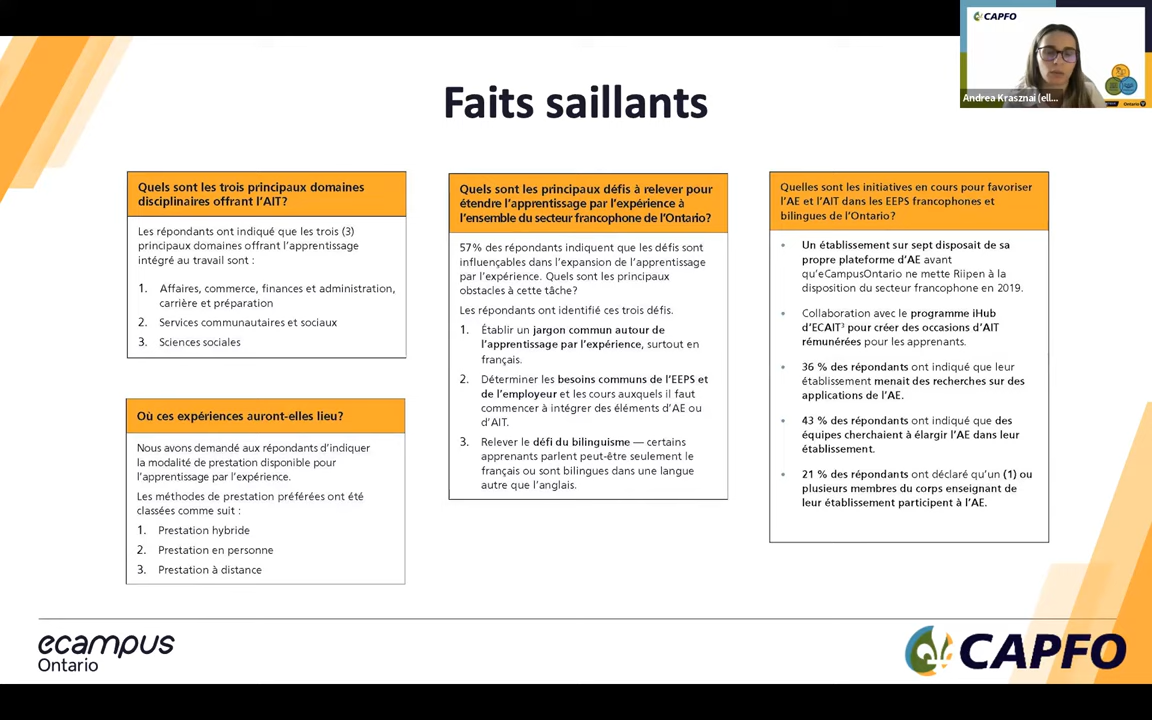 CAPFO
Andrea Krasznai (ell...
Faits saillants
Quels sont les trois principaux domaines
disciplinaires offrant l'AIT?
Les répondants ont indiqué que les trois (3)
principaux domaines offrant l'apprentissage
intégré au travail sont :
1. Affaires, commerce, finances et administration,
carrière et préparation
2. Services communautaires et sociaux
3. Sciences sociales
Où ces expériences auront-elles lieu?
Nous avons demandé aux répondants d'indiquer
la modalité de prestation disponible pour
l'apprentissage par l'expérience.
Les méthodes de prestation préférées ont été
classées comme suit :
1. Prestation hybride
2. Prestation en personne
3. Prestation à distance
Quels sont les principaux défis à relever pour
étendre l'apprentissage par l'expérience à
l'ensemble du secteur francophone de l'Ontario?
57% des répondants indiquent que les défis sont
influençables dans l'expansion de l'apprentissage
par l'expérience. Quels sont les principaux
obstacles à cette tâche?
Les répondants ont identifié ces trois défis.
1. Établir un jargon commun autour de
l'apprentissage par l'expérience, surtout en
français.
2. Déterminer les besoins communs de l'EEPS et
de l'employeur et les cours auxquels il faut
commencer à intégrer des éléments d'AE ou
d'AIT.
3. Relever le défi du bilinguisme — certains
apprenants parlent peut-être seulement le
français ou sont bilingues dans une langue
autre que l'anglais.
Quelles sont les initiatives en cours pour favoriser
l'AE et l'AIT dans les EEPS francophones et
bilingues de l'Ontario?
• Un établissement sur sept disposait de sa
propre plateforme d'AE avant
qu'eCampusOntario ne mette Riipen à la
disposition du secteur francophone en 2019.
• Collaboration avec le programme iHub
d'ECAIT³ pour créer des occasions d'AIT
rémunérées pour les apprenants.
• 36 % des répondants ont indiqué que leur
établissement menait des recherches sur des
applications de l'AE.
• 43 % des répondants ont indiqué que des
équipes cherchaient à élargir l'AE dans leur
établissement.
• 21 % des répondants ont déclaré qu'un (1) ou
plusieurs membres du corps enseignant de
leur établissement participent à l'AE.
ecampus
Ontario
CAPFO